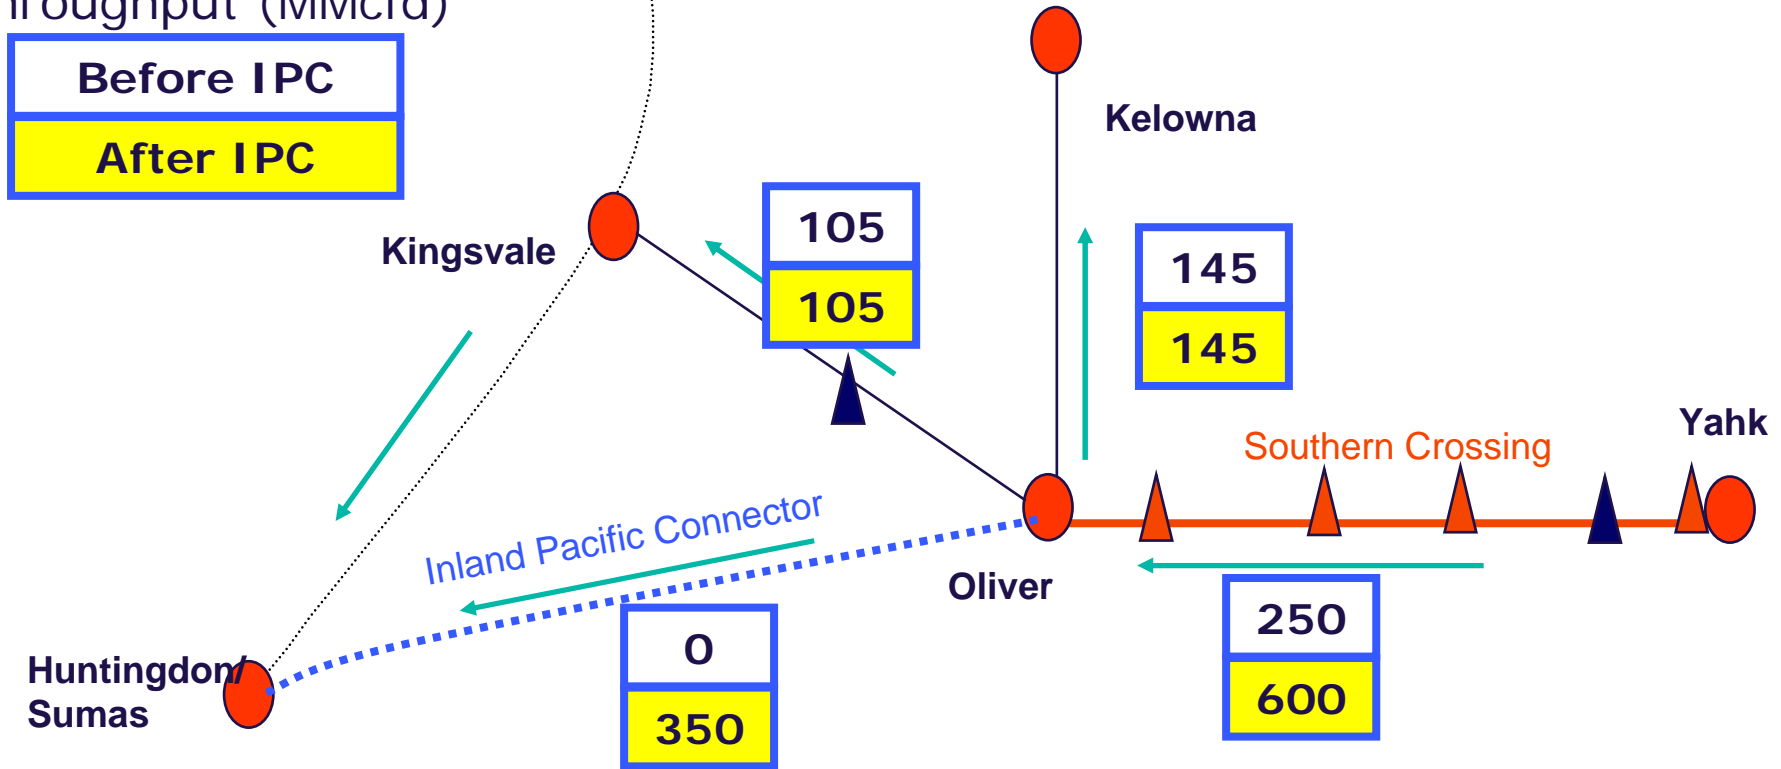 (MMcfd)
Before IPC
After IPC
Kelowna
Kingsvale
105
105
145
145
Yahk
Southern Crossing
Inland Pacific Connector
Oliver
250
600
0
350
Huntingdon/
Sumas